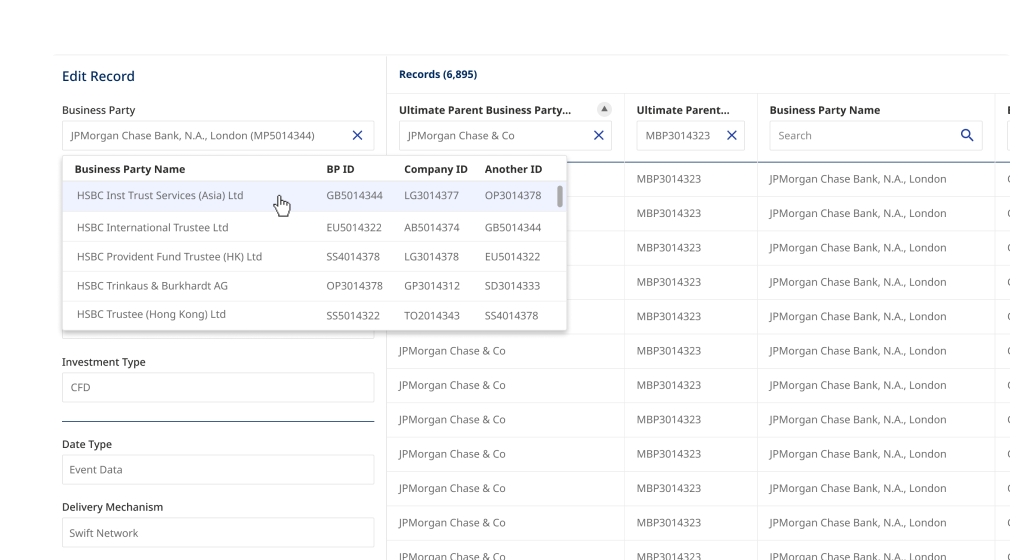 Edit Record
Business Party
JPMorgan Chase Bank, N.A., London (MP5014344)
Business Party Name BP ID Company ID Another ID
HSBC Inst Trust Services (Asia) Ltd GB5014344 LG3014377 OP3014378
HSBC International Trustee Ltd EU5014322 AB5014374 GB5014344
HSBC Provident Fund Trustee (HK) Ltd SS4014378 LG3014378 EU5014322
HSBC Trinkaus & Burkhardt AG OP3014378 GP3014312 SD3014333
HSBC Trustee (Hong Kong) Ltd SS5014322 TO2014343 SS4014378
Investment Type
CFD
Date Type
Event Data
Delivery Mechanism
Swift Network
Records (6,895)
Ultimate Parent Business Party... Ultimate Parent... Business Party Name
JPMorgan Chase & Co MBP3014323 Search
MBP3014323 JPMorgan Chase Bank, N.A., London
MBP3014323 JPMorgan Chase Bank, N.A., London
MBP3014323 JPMorgan Chase Bank, N.A., London
MBP3014323 JPMorgan Chase Bank, N.A., London
MBP3014323 JPMorgan Chase Bank, N.A., London
JPMorgan Chase & Co MBP3014323 JPMorgan Chase Bank, N.A., London
JPMorgan Chase & Co MBP3014323 JPMorgan Chase Bank, N.A., London
JPMorgan Chase & Co MBP3014323 JPMorgan Chase Bank, N.A., London
JPMorgan Chase & Co MBP3014323 JPMorgan Chase Bank, N.A., London
JPMorgan Chase & Co MBP3014323 JPMorgan Chase Bank, N.A., London
JPMorgan Chase & Co MBP3014323 JPMorgan Chase Bank, N.A., London
JPMorgan Chase & Co MBP3014323 JPMorgan Chase Bank, N.A., London